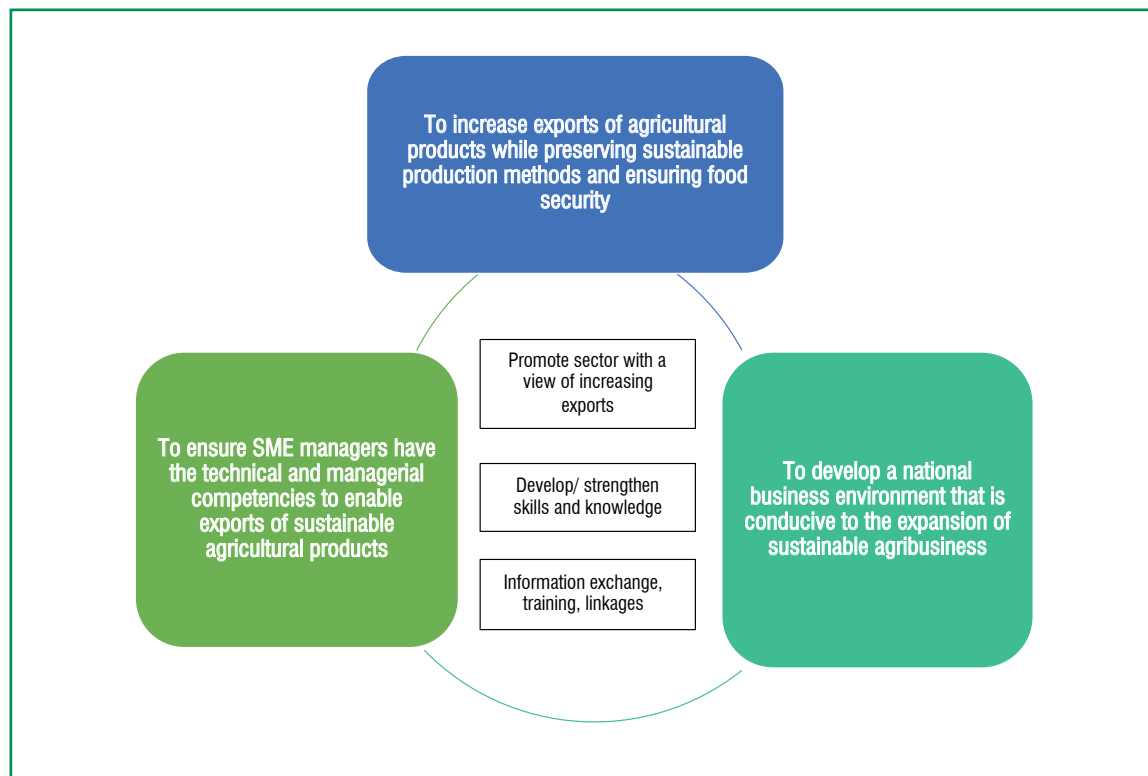 To increase exports of agricultural
products while preserving sustainable
production methods and ensuring food
security
Promote sector with a
view of increasing
exports
To ensure SME managers have
the technical and managerial
competencies to enable
exports of sustainable
agricultural products
Develop/ strengthen
skills and knowledge
To develop a national
business environment that is
conducive to the expansion of
sustainable agribusiness
Information exchange,
training, linkages